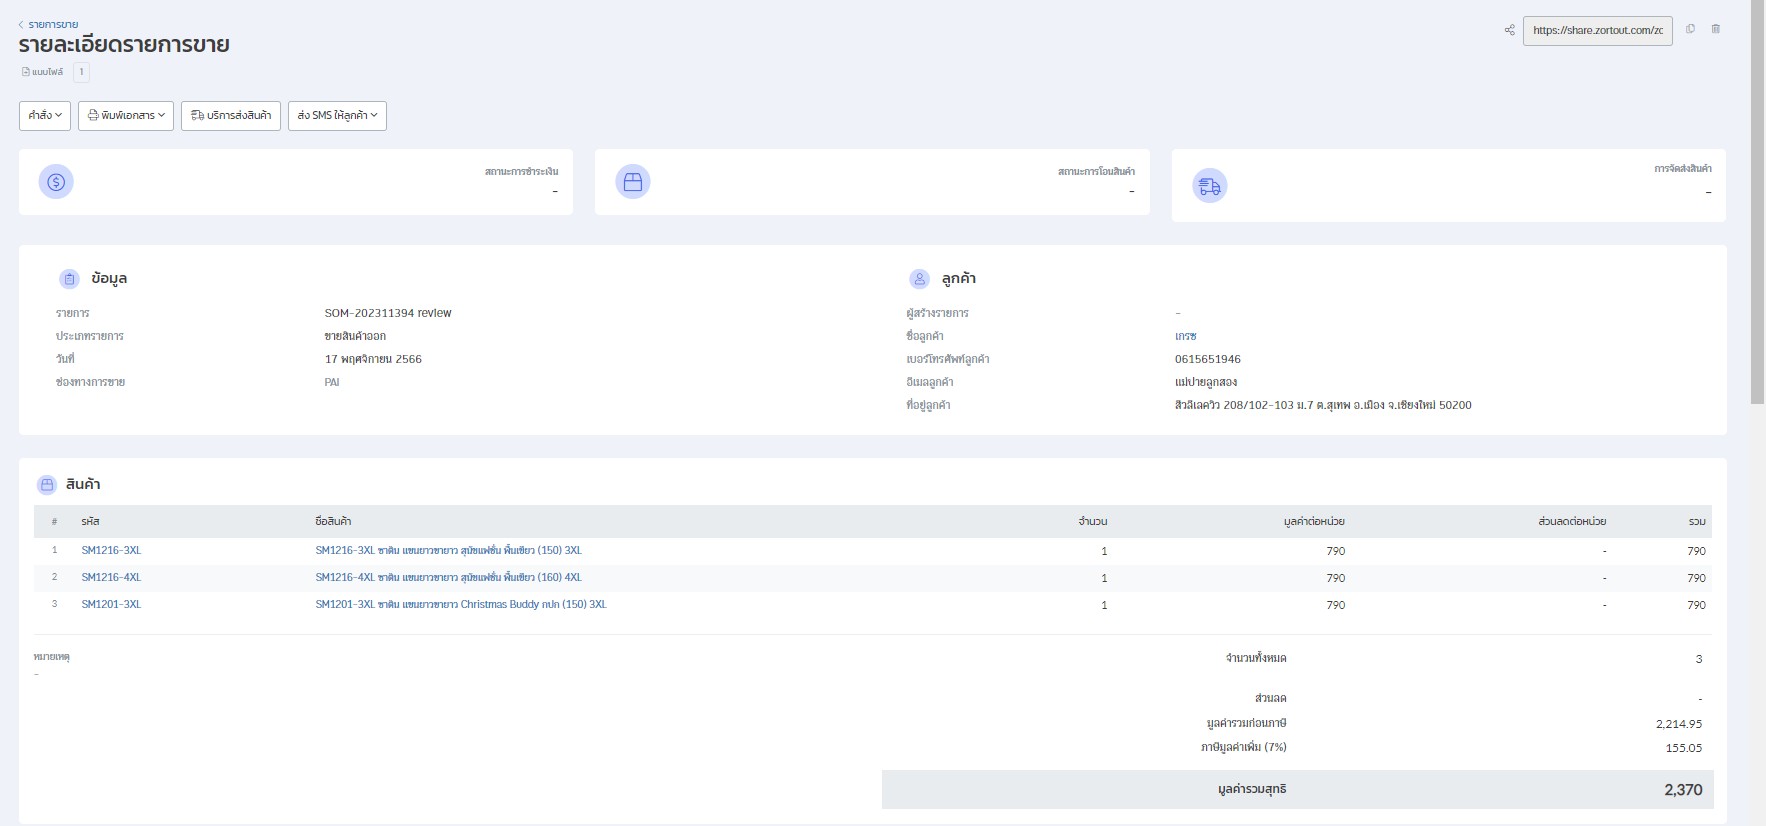 รายการขาย
รายละเอียดรายการขาย
https://share.zortout.com/zc
แนบไฟล์ 1
คำสั่ง พิมพ์เอกสาร บริการส่งสินค้า ส่ง SMS ให้ลูกค้า
สถานะการชำระเงิน
-
สถานะการโอนสินค้า
-
การจัดส่งสินค้า
-
ข้อมูล
รายการ SOM-202311394 review
ประเภทรายการ ขายสินค้าออก
วันที่ 17 พฤศจิกายน 2566
ช่องทางการขาย PAI
ลูกค้า
ผู้สร้างรายการ -
ชื่อลูกค้า เกรซ
เบอร์โทรศัพท์ลูกค้า 0615651946
อีเมลลูกค้า แม่ปายลูกสอง
ที่อยู่ลูกค้า สิวลีเลควิว 208/102-103 ม.7 ต.สุเทพ อ.เมือง จ.เชียงใหม่ 50200
สินค้า
# รหัส ชื่อสินค้า จำนวน มูลค่าต่อหน่วย ส่วนลดต่อหน่วย รวม
1 SM1216-3XL SM1216-3XL ซาติน แขนยาวขายาว สุนัขแฟชั่น พื้นเขียว (150) 3XL 1 790 - 790
2 SM1216-4XL SM1216-4XL ซาติน แขนยาวขายาว สุนัขแฟชั่น พื้นเขียว (160) 4XL 1 790 - 790
3 SM1201-3XL SM1201-3XL ซาติน แขนยาวขายาว Christmas Buddy กปก (150) 3XL 1 790 - 790
หมายเหตุ
-
จำนวนทั้งหมด 3
ส่วนลด -
มูลค่ารวมก่อนภาษี 2,214.95
ภาษีมูลค่าเพิ่ม (7%) 155.05
มูลค่ารวมสุทธิ 2,370